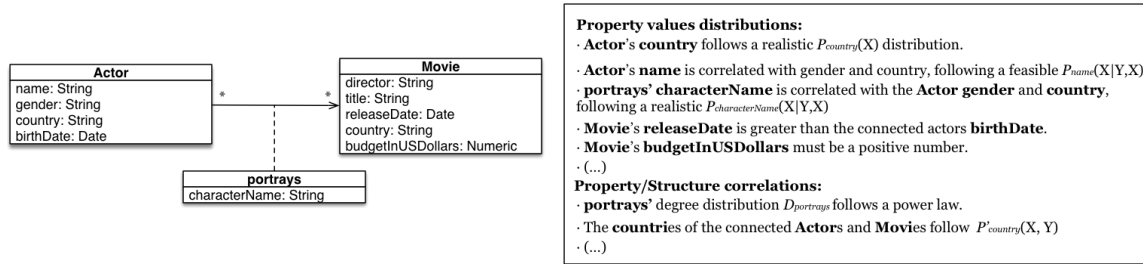 Actor
name: String
gender: String
country: String
birthDate: Date
*
*
Movie
director: String
title: String
releaseDate: Date
country: String
budgetInUSDollars: Numeric
portrays
characterName: String
Property values distributions:
· Actor's country follows a realistic Pcountry(X) distribution.
· Actor's name is correlated with gender and country, following a feasible Pname(X|Y,X)
· portrays' characterName is correlated with the Actor gender and country,
following a realistic PcharacterName(X|Y,X)
· Movie's releaseDate is greater than the connected actors birthDate.
· Movie's budgetInUSDollars must be a positive number.
· (...)
Property/Structure correlations:
· portrays' degree distribution Dportrays follows a power law.
· The countries of the connected Actors and Movies follow P'country(X, Y)
· (...)